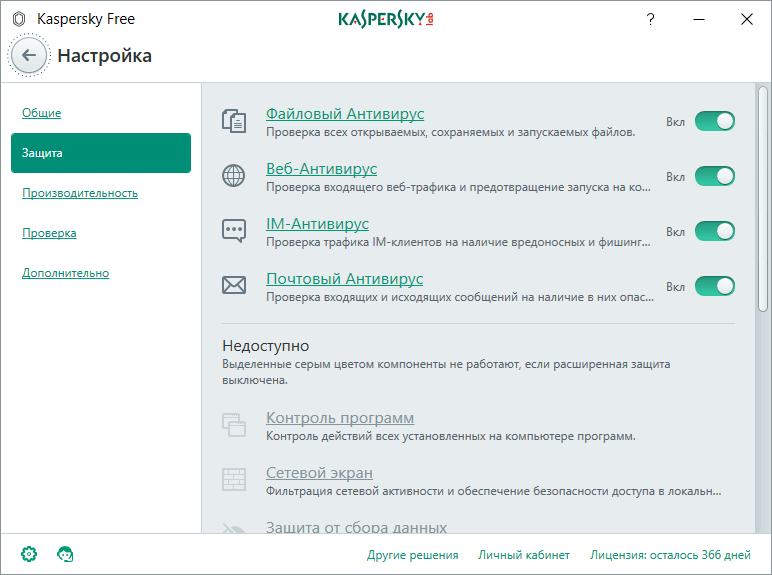 Kaspersky Free
KASPERSKY lab
?
Настройка
Общие
Защита
Производительность
Проверка
Дополнительно
Файловый Антивирус
Проверка всех открываемых, сохраняемых и запускаемых файлов.
Вкл
Веб-Антивирус
Проверка входящего веб-трафика и предотвращение запуска на ко...
Вкл
IM-Антивирус
Проверка трафика IM-клиентов на наличие вредоносных и фишинг...
Вкл
Почтовый Антивирус
Проверка входящих и исходящих сообщений на наличие в них опас...
Вкл
Недоступно
Выделенные серым цветом компоненты не работают, если расширенная защита
выключена.
Контроль программ
Контроль действий всех установленных на компьютере программ.
Сетевой экран
Фильтрация сетевой активности и обеспечение безопасности доступа в локальн...
Защита от сбора данных
Другие решения
Личный кабинет
Лицензия: осталось 366 дней